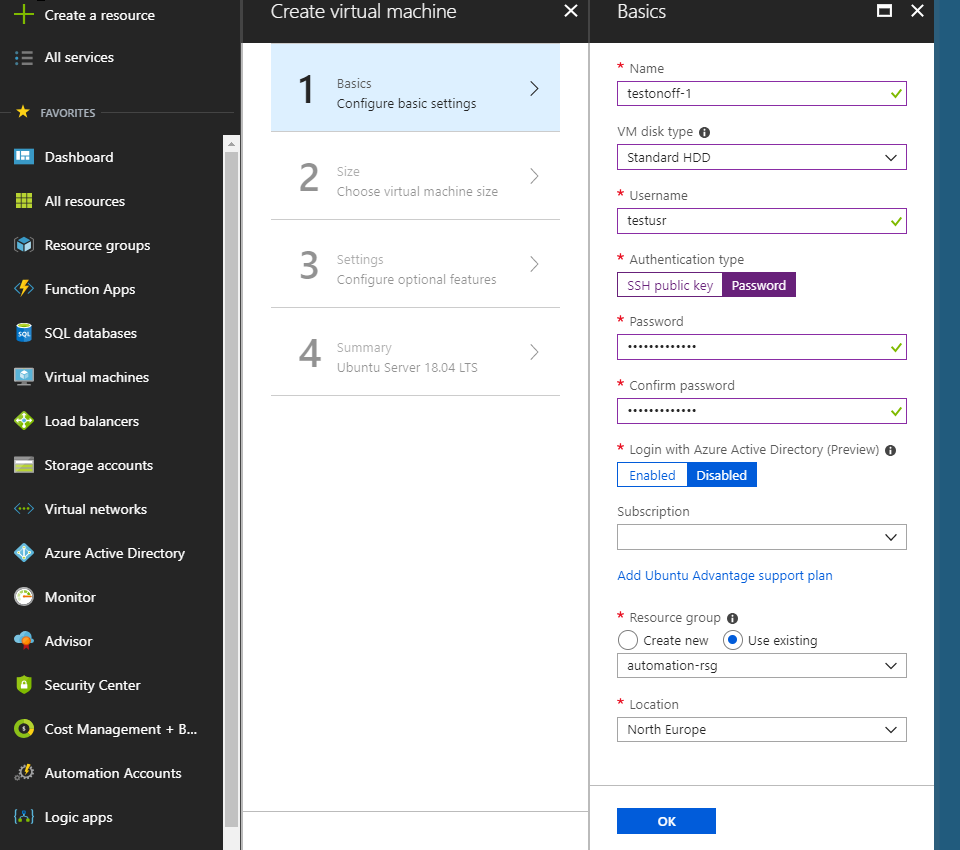 Create a resource
All services
FAVORITES
Dashboard
All resources
Resource groups
Function Apps
SQL databases
Virtual machines
Load balancers
Storage accounts
Virtual networks
Azure Active Directory
Monitor
Advisor
Security Center
Cost Management + B...
Automation Accounts
Logic apps
Create virtual machine
1
Basics
Configure basic settings
2
Size
Choose virtual machine size
3
Settings
Configure optional features
4
Summary
Ubuntu Server 18.04 LTS
Basics
* Name
testonoff-1
VM disk type
Standard HDD
* Username
testusr
* Authentication type
SSH public key Password
* Password
•••••••••••••
* Confirm password
•••••••••••••
* Login with Azure Active Directory (Preview)
Enabled Disabled
Subscription
Add Ubuntu Advantage support plan
* Resource group
Create new Use existing
automation-rsg
* Location
North Europe
OK